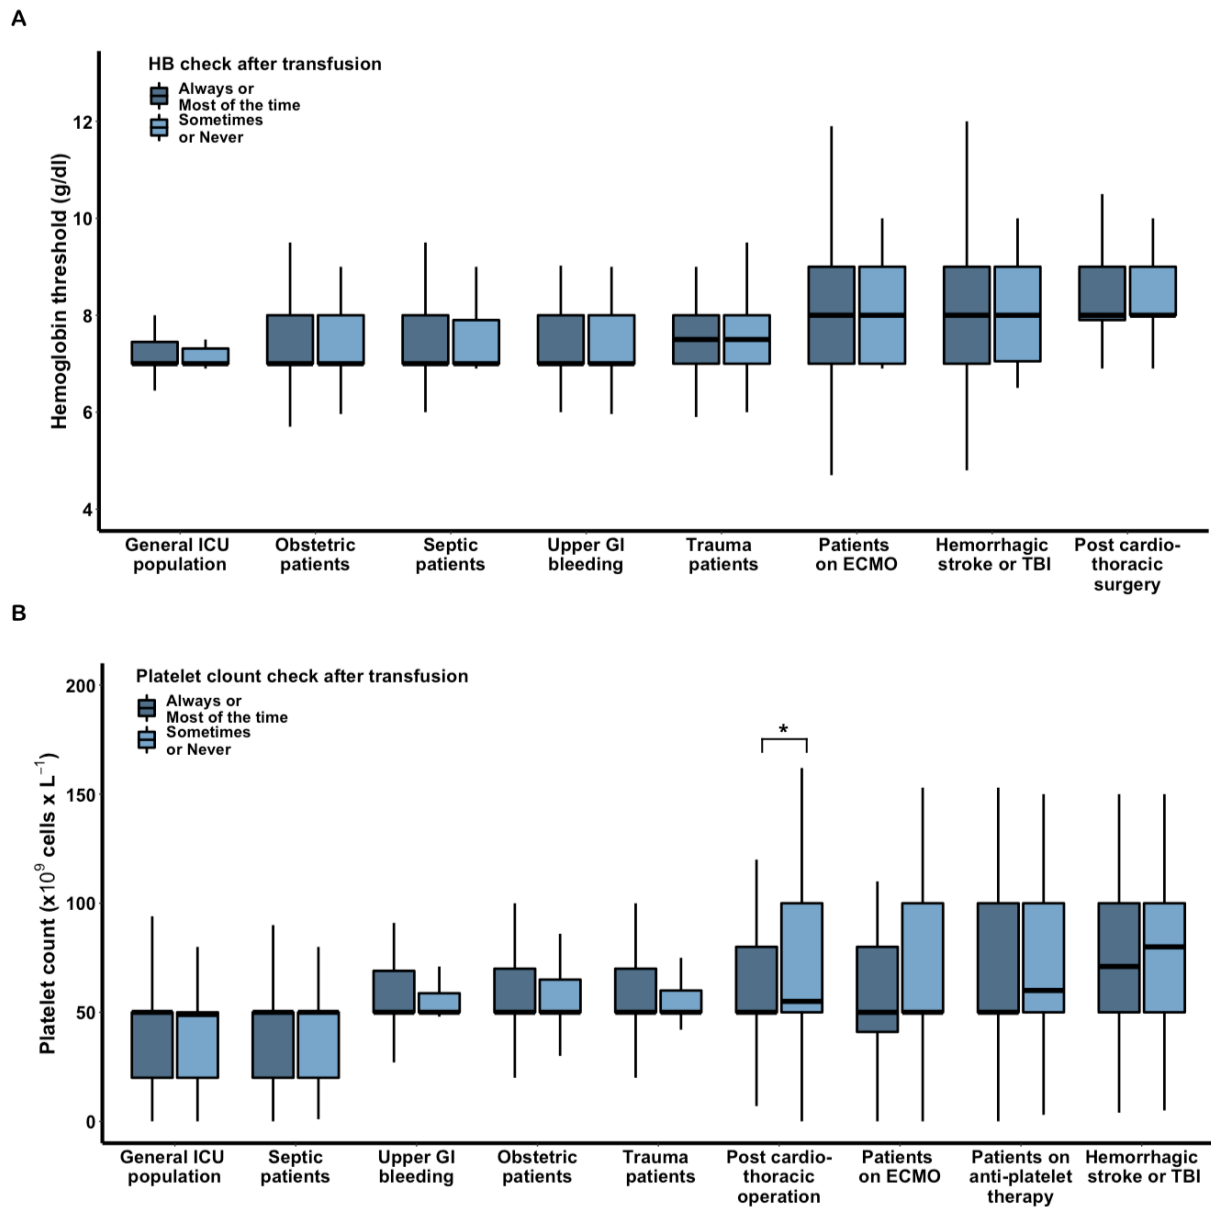 A
HB check after transfusion
Always or
Most of the time
Sometimes
or Never
Hemoglobin threshold (g/dl)
12
10
8
6
4
General ICU
population
Obstetric
patients
Septic
patients
Upper GI
bleeding
Trauma
patients
Patients
on ECMO
Hemorrhagic
stroke or TBI
Post cardio-
thoracic
surgery
B
Platelet clount check after transfusion
Always or
Most of the time
Sometimes
or Never
Platelet count (x10⁹ cells x L⁻¹)
200
150
100
50
0
*
General ICU
population
Septic
patients
Upper GI
bleeding
Obstetric
patients
Trauma
patients
Post cardio-
thoracic
operation
Patients
on ECMO
Patients on
anti-platelet
therapy
Hemorrhagic
stroke or TBI